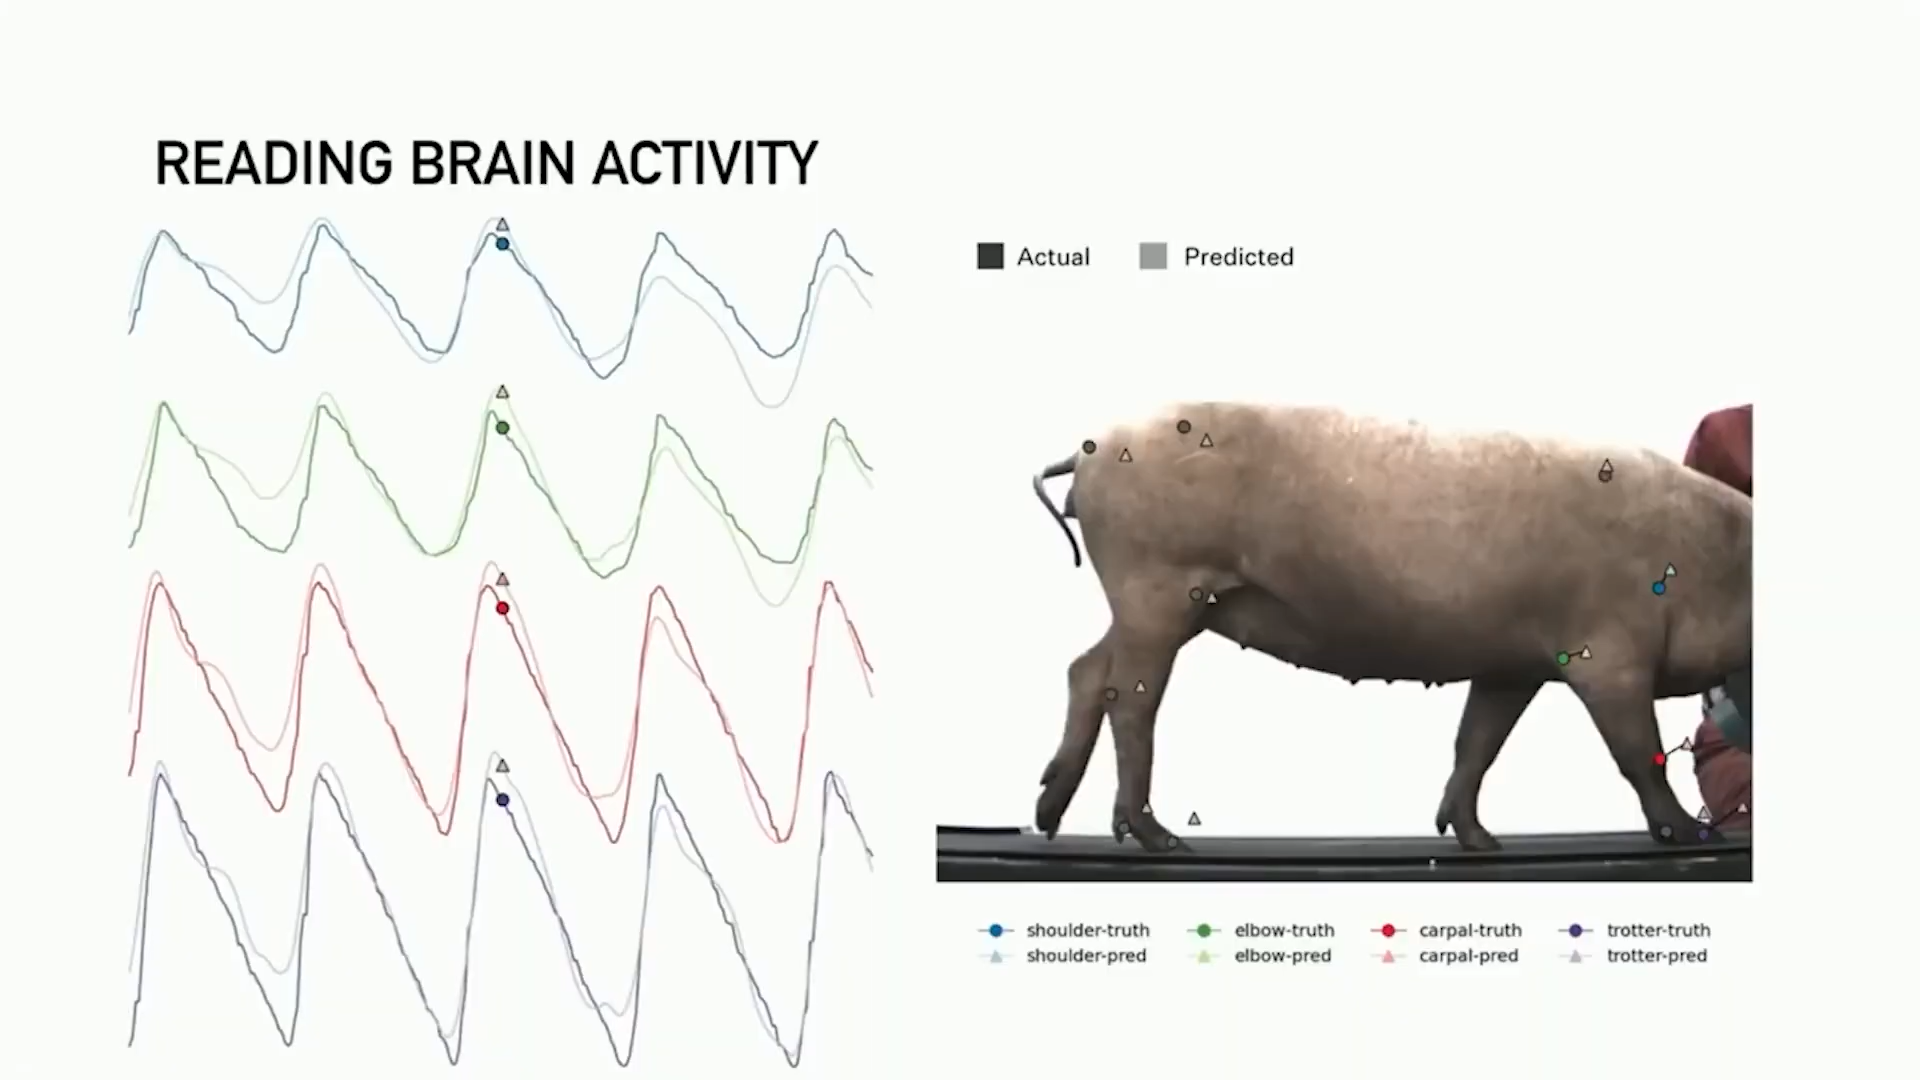 READING BRAIN ACTIVITY
Actual Predicted
shoulder-truth elbow-truth carpal-truth trotter-truth
shoulder-pred elbow-pred carpal-pred trotter-pred